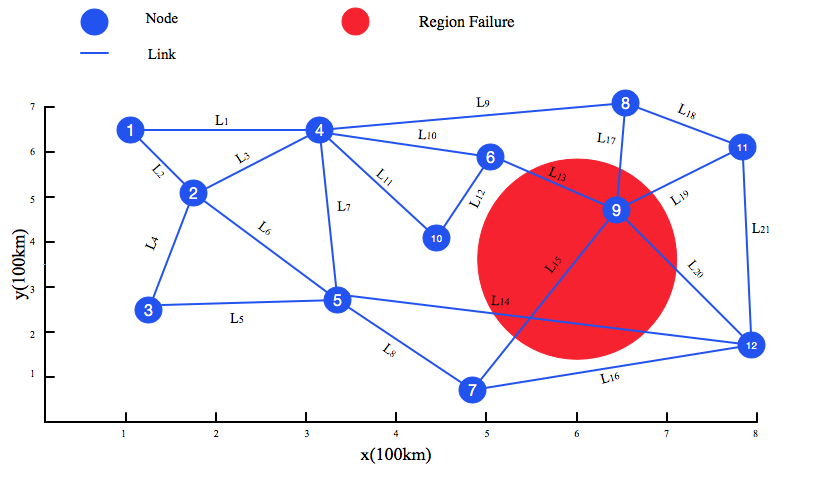 Node
Region Failure
Link
7
6
5
4
3
2
1
y(100km)
1
2
3
4
5
6
7
8
9
10
11
12
L1
L2
L3
L4
L5
L6
L7
L8
L9
L10
L11
L12
L13
L14
L15
L16
L17
L18
L19
L20
L21
1
2
3
4
5
6
7
8
x(100km)